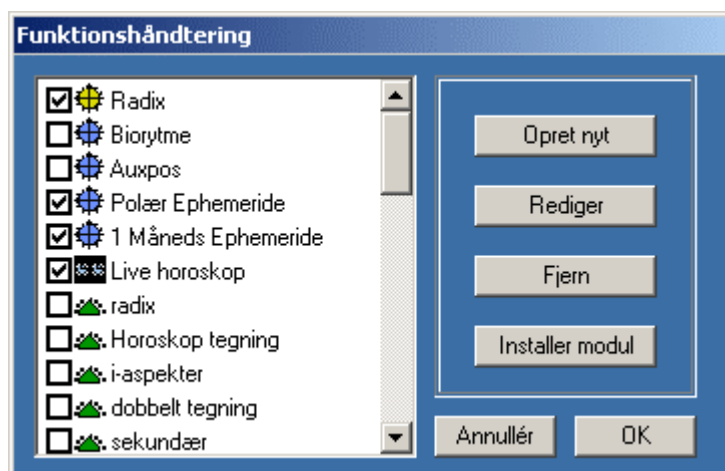 Funktionshåndtering
Radix
Biorytme
Auxpos
Polær Ephemeride
1 Måneds Ephemeride
Live horoskop
radix
Horoskop tegning
i-aspekter
dobbelt tegning
sekundær
Opret nyt
Rediger
Fjern
Installer modul
Annullér
OK